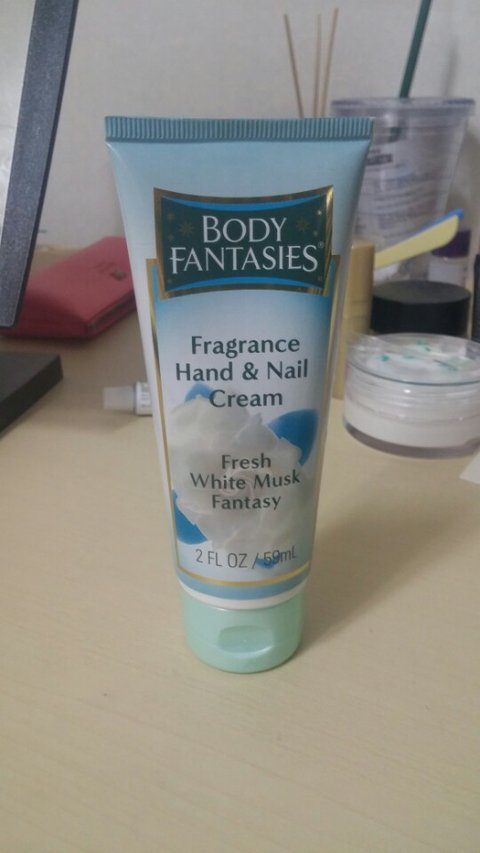 BODY
FANTASIES®
Fragrance
Hand & Nail
Cream
Fresh
White Musk
Fantasy
2 FL OZ / 59mL